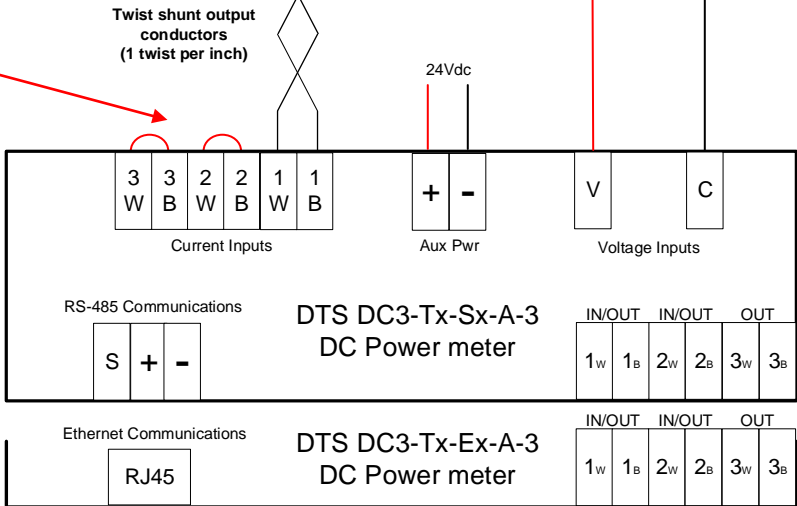 Twist shunt output
conductors
(1 twist per inch)
24Vdc
3 3 2 2 1 1
W B W B W B
+ -
V
C
Current Inputs
Aux Pwr
Voltage Inputs
RS-485 Communications
S + -
DTS DC3-Tx-Sx-A-3
DC Power meter
IN/OUT IN/OUT OUT
1W 1B 2W 2B 3W 3B
Ethernet Communications
RJ45
DTS DC3-Tx-Ex-A-3
DC Power meter
IN/OUT IN/OUT OUT
1W 1B 2W 2B 3W 3B